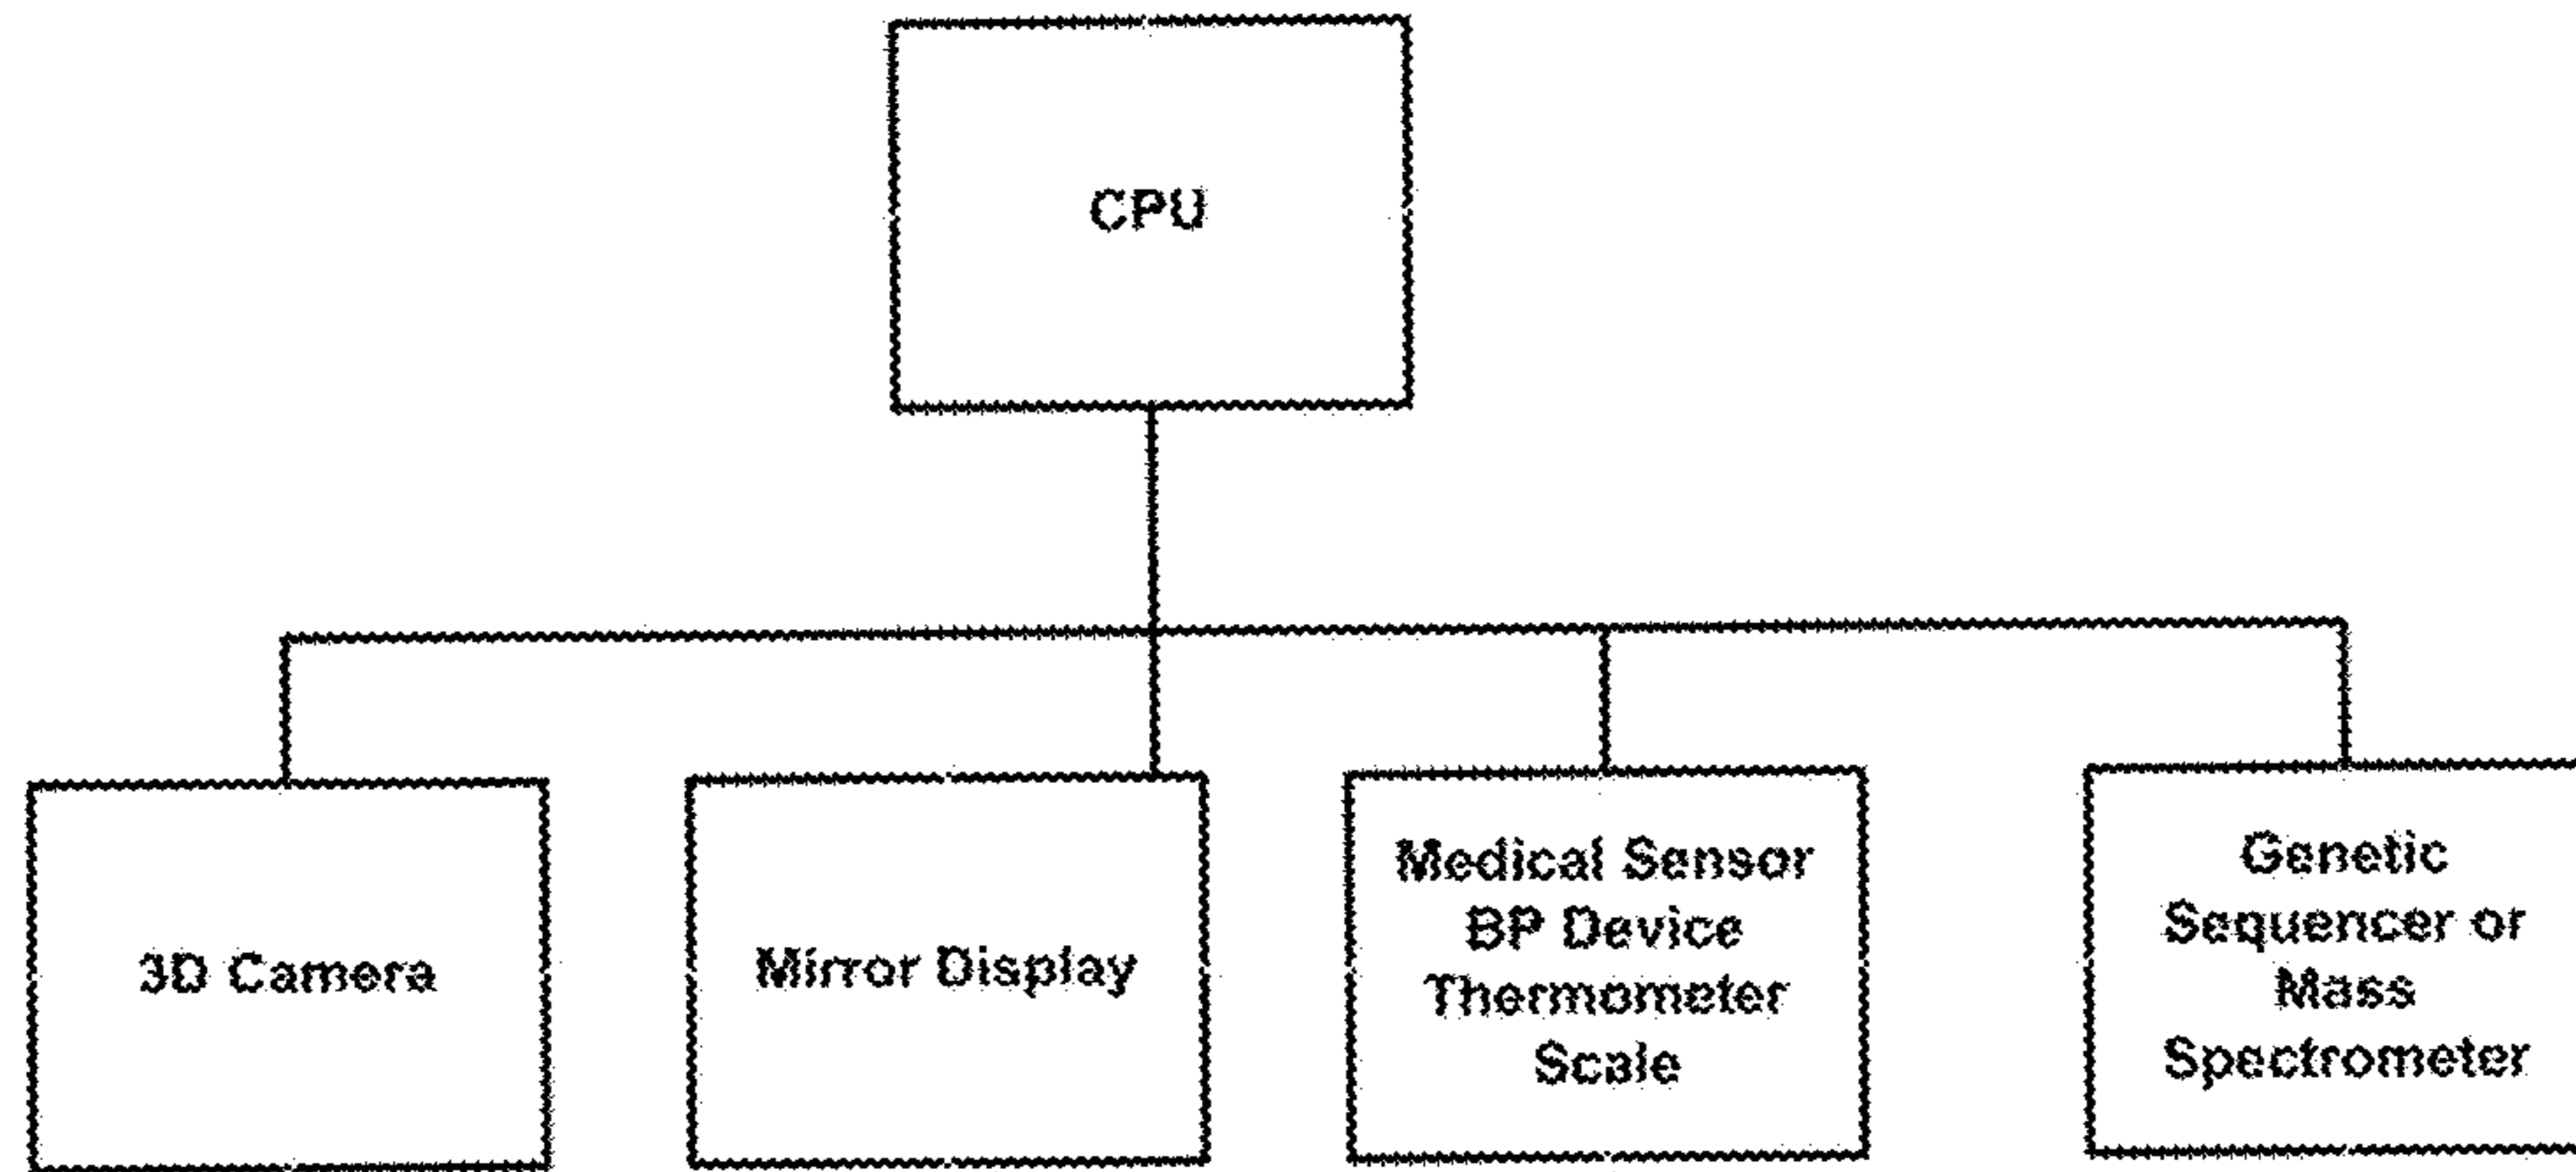 CPU
3D Camera
Mirror Display
Medical Sensor
BP Device
Thermometer
Scale
Genetic
Sequencer or
Mass
Spectrometer